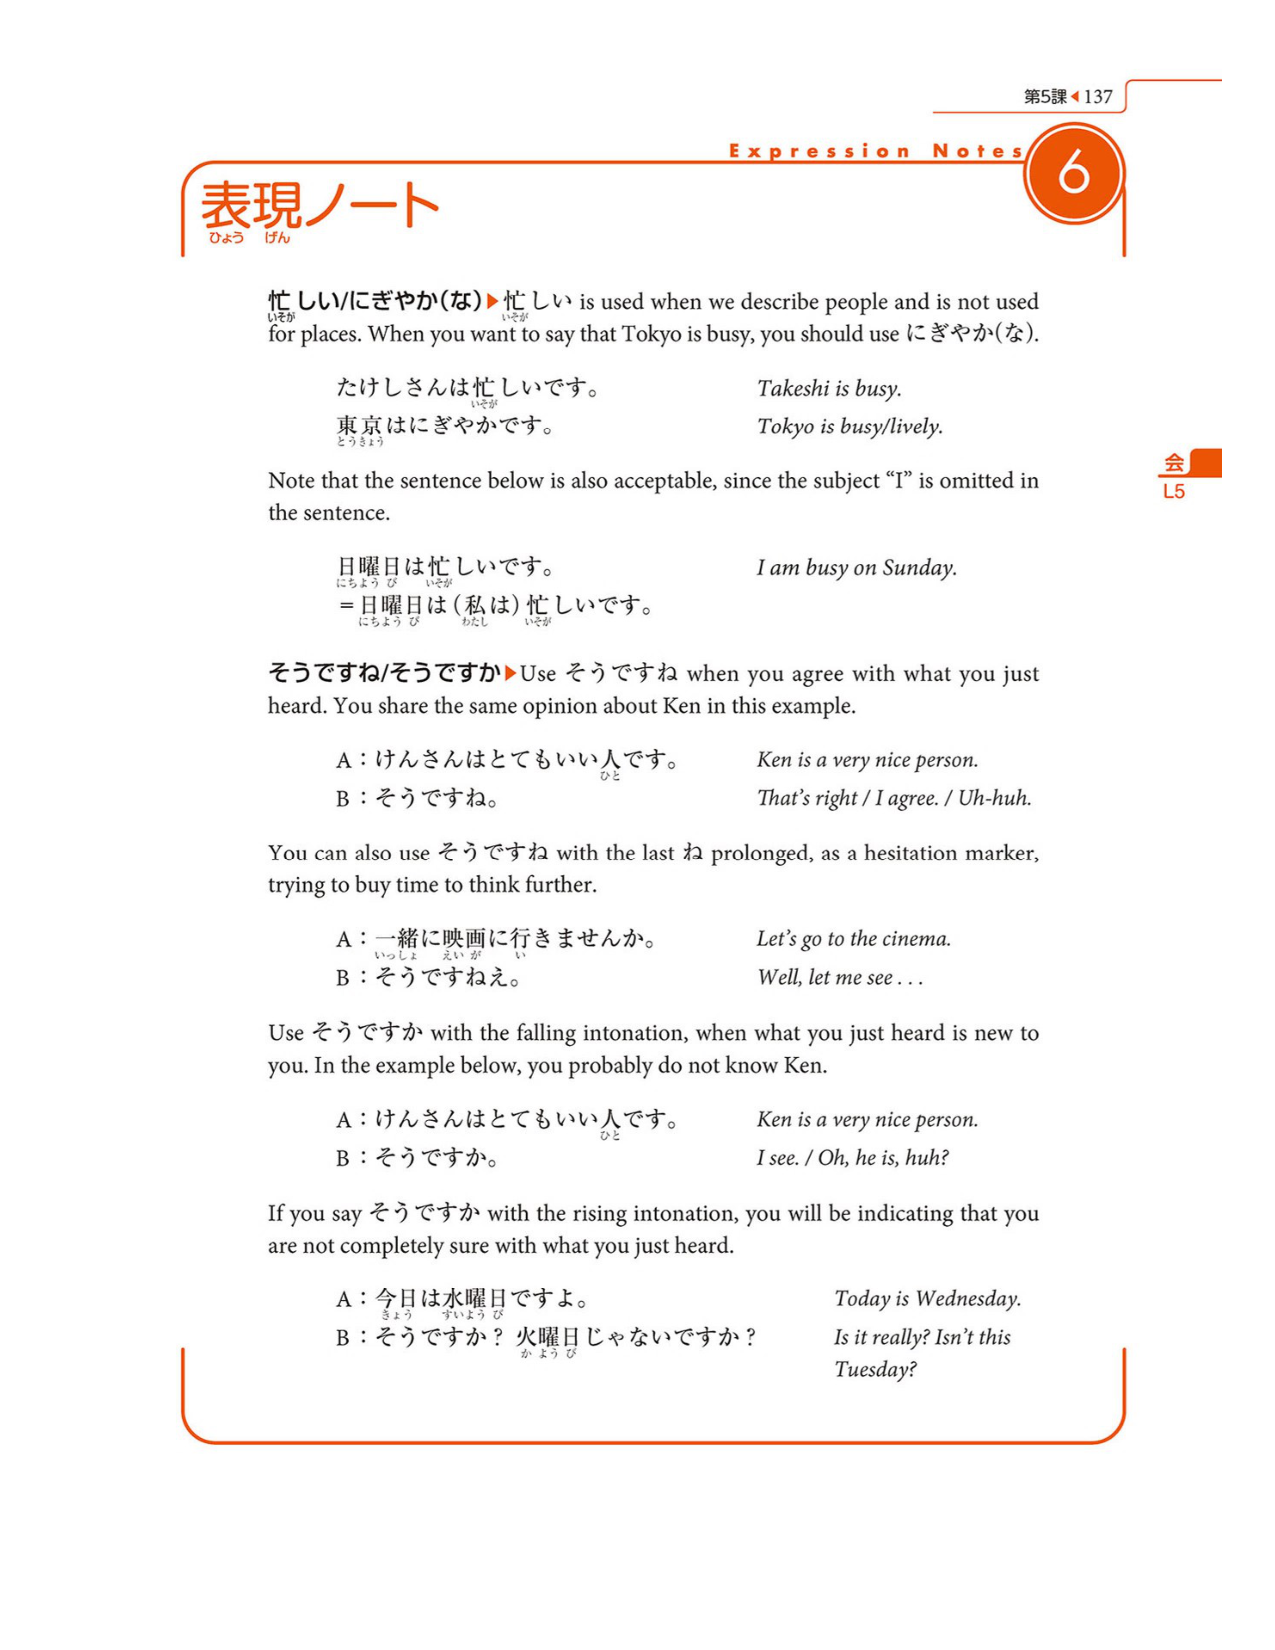 第5課◀137
Expression Notes
6
表現ノート
ひょう げん
忙しい/にぎやか(な)▶忙しい is used when we describe people and is not used
いそが いそが
for places. When you want to say that Tokyo is busy, you should use にぎやか(な).
たけしさんは忙しいです。 Takeshi is busy.
いそが
東京はにぎやかです。 Tokyo is busy/lively.
とうきょう
会
L5
Note that the sentence below is also acceptable, since the subject “I” is omitted in
the sentence.
日曜日は忙しいです。 I am busy on Sunday.
にちよう び いそが
＝日曜日は(私は)忙しいです。
にちよう び わたし いそが
そうですね/そうですか▶Use そうですね when you agree with what you just
heard. You share the same opinion about Ken in this example.
A：けんさんはとてもいい人です。 Ken is a very nice person.
ひと
B：そうですね。 That’s right / I agree. / Uh-huh.
You can also use そうですね with the last ね prolonged, as a hesitation marker,
trying to buy time to think further.
A：一緒に映画に行きませんか。 Let’s go to the cinema.
いっしょ えい が い
B：そうですねえ。 Well, let me see . . .
Use そうですか with the falling intonation, when what you just heard is new to
you. In the example below, you probably do not know Ken.
A：けんさんはとてもいい人です。 Ken is a very nice person.
ひと
B：そうですか。 I see. / Oh, he is, huh?
If you say そうですか with the rising intonation, you will be indicating that you
are not completely sure with what you just heard.
A：今日は水曜日ですよ。 Today is Wednesday.
きょう すいよう び
B：そうですか？ 火曜日じゃないですか？ Is it really? Isn’t this
か よう び
Tuesday?